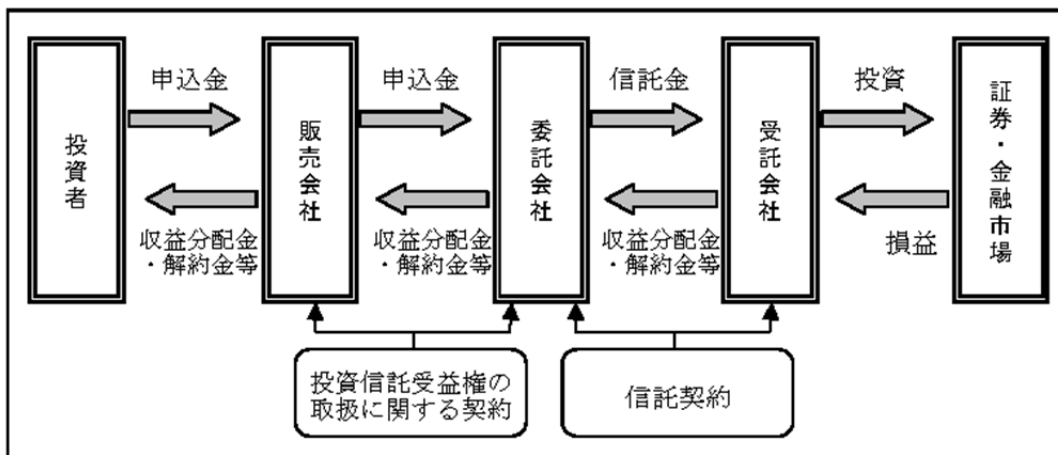 投資者
申込金
収益分配金
・解約金等
販売会社
申込金
収益分配金
・解約金等
委託会社
信託金
収益分配金
・解約金等
受託会社
投資
損益
証券・金融市場
投資信託受益権の
取扱に関する契約
信託契約